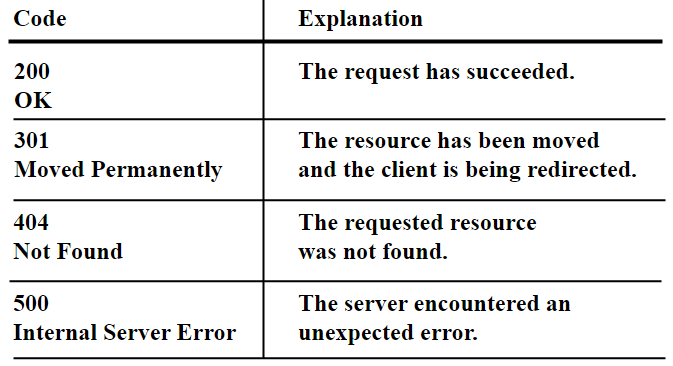 Code Explanation
200 The request has succeeded.
OK
301 The resource has been moved
Moved Permanently and the client is being redirected.
404 The requested resource
Not Found was not found.
500 The server encountered an
Internal Server Error unexpected error.